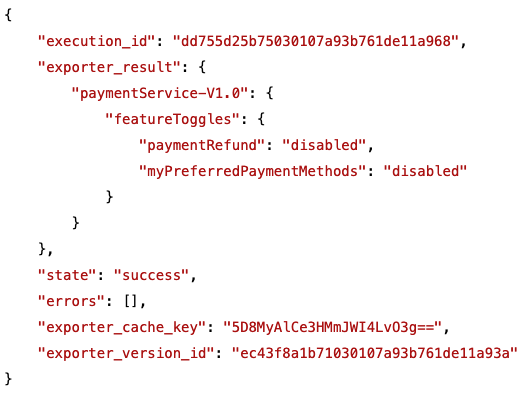 {
    "execution_id": "dd755d25b75030107a93b761de11a968",
    "exporter_result": {
        "paymentService-V1.0": {
            "featureToggles": {
                "paymentRefund": "disabled",
                "myPreferredPaymentMethods": "disabled"
            }
        }
    },
    "state": "success",
    "errors": [],
    "exporter_cache_key": "5D8MyAlCe3HMmJWI4LvO3g==",
    "exporter_version_id": "ec43f8a1b71030107a93b761de11a93a"
}